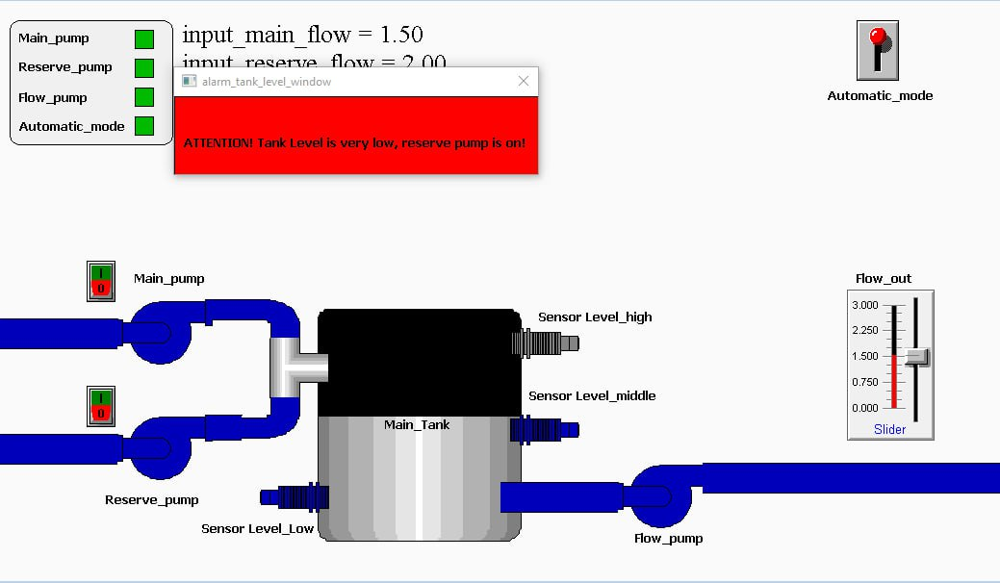 Main_pump
Reserve_pump
Flow_pump
Automatic_mode
input_main_flow = 1.50
input_reserve_flow = 2.00
alarm_tank_level_window
ATTENTION! Tank Level is very low, reserve pump is on!
Automatic_mode
I
0
Main_pump
Flow_out
3.000
2.250
1.500
0.750
0.000
Slider
Sensor Level_high
I
0
Sensor Level_middle
Main_Tank
Reserve_pump
Sensor Level_Low
Flow_pump